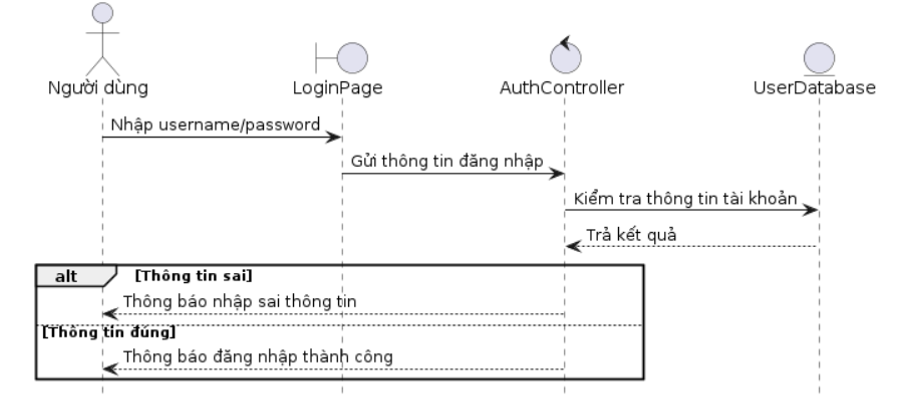 Người dùng
LoginPage
AuthController
UserDatabase
Nhập username/password
Gửi thông tin đăng nhập
Kiểm tra thông tin tài khoản
Trả kết quả
alt [Thông tin sai]
Thông báo nhập sai thông tin
[Thông tin đúng]
Thông báo đăng nhập thành công